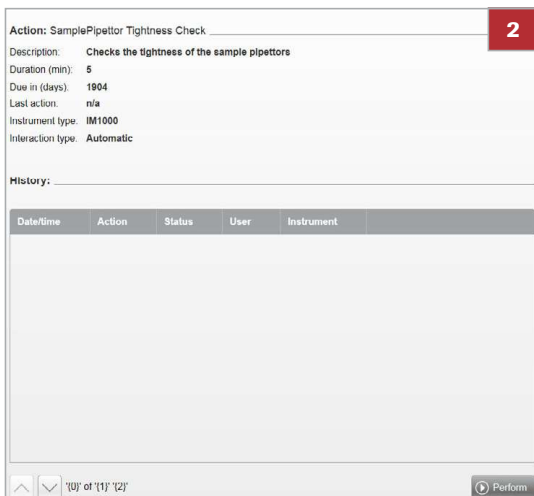 2
Action: SamplePipettor Tightness Check
Description: Checks the tightness of the sample pipettors
Duration (min): 5
Due in (days): 1904
Last action: n/a
Instrument type: IM1000
Interaction type: Automatic
History:
Date/time Action Status User Instrument
'{0}' of '{1}' '{2}'
Perform